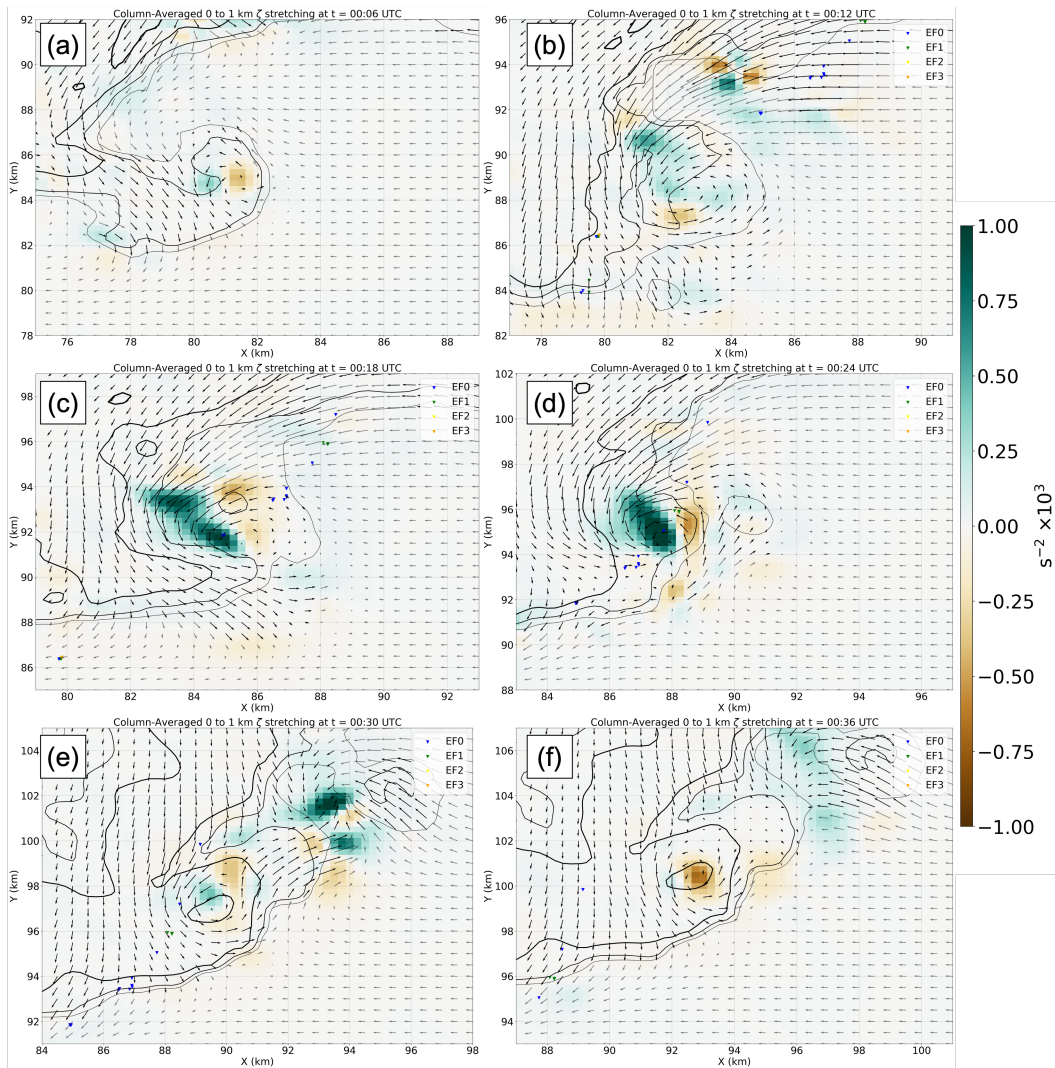 Column-Averaged 0 to 1 km ζ stretching at t = 00:06 UTC
(a)
92
90
88
86
84
82
80
78
Y (km)
76 78 80 82 84 86 88
X (km)
Column-Averaged 0 to 1 km ζ stretching at t = 00:12 UTC
(b)
EF0
EF1
EF2
EF3
96
94
92
90
88
86
84
82
Y (km)
78 80 82 84 86 88 90
X (km)
Column-Averaged 0 to 1 km ζ stretching at t = 00:18 UTC
(c)
EF0
EF1
EF2
EF3
98
96
94
92
90
88
86
Y (km)
80 82 84 86 88 90 92
X (km)
Column-Averaged 0 to 1 km ζ stretching at t = 00:24 UTC
(d)
EF0
EF1
EF2
EF3
102
100
98
96
94
92
90
88
Y (km)
84 86 88 90 92 94 96
X (km)
Column-Averaged 0 to 1 km ζ stretching at t = 00:30 UTC
(e)
EF0
EF1
EF2
EF3
104
102
100
98
96
94
92
Y (km)
84 86 88 90 92 94 96 98
X (km)
Column-Averaged 0 to 1 km ζ stretching at t = 00:36 UTC
(f)
EF0
EF1
EF2
EF3
106
104
102
100
98
96
94
Y (km)
88 90 92 94 96 98 100
X (km)
1.00
0.75
0.50
0.25
0.00
−0.25
−0.50
−0.75
−1.00
s⁻² ×10³